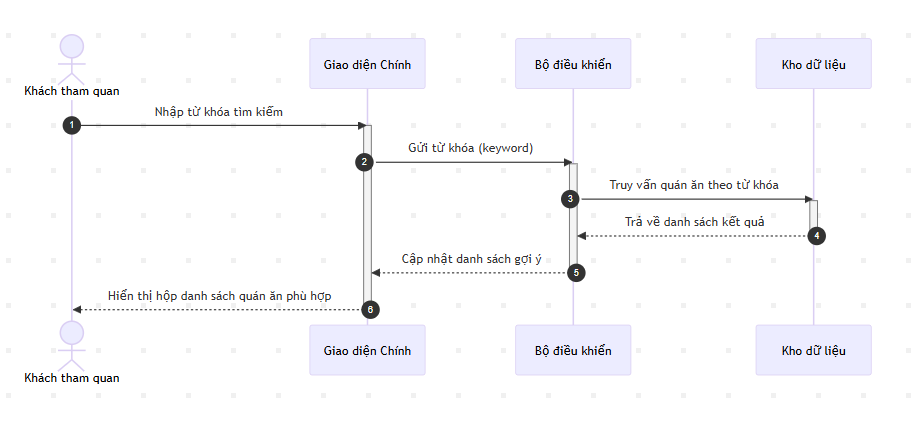 Giao diện Chính
Bộ điều khiển
Kho dữ liệu
Khách tham quan
Nhập từ khóa tìm kiếm
1
Gửi từ khóa (keyword)
2
Truy vấn quán ăn theo từ khóa
3
Trả về danh sách kết quả
4
Cập nhật danh sách gợi ý
5
Hiển thị hộp danh sách quán ăn phù hợp
6
Giao diện Chính
Bộ điều khiển
Kho dữ liệu
Khách tham quan